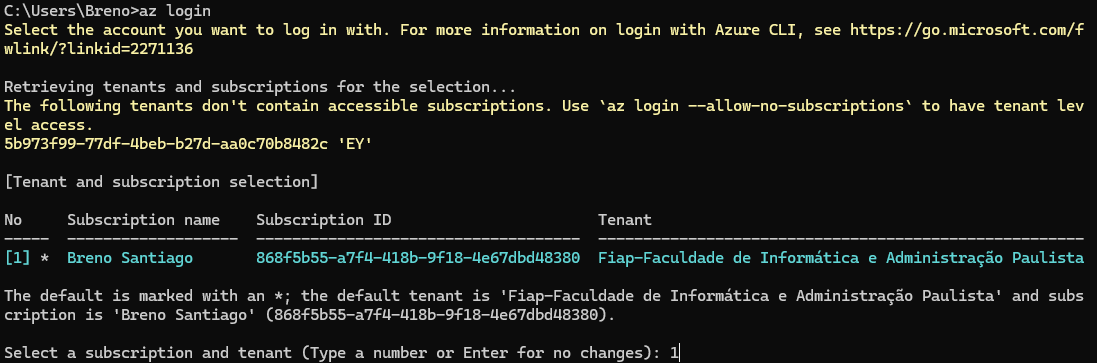 C:\Users\Breno>az login
Select the account you want to log in with. For more information on login with Azure CLI, see https://go.microsoft.com/f
wlink/?linkid=2271136
Retrieving tenants and subscriptions for the selection...
The following tenants don't contain accessible subscriptions. Use `az login --allow-no-subscriptions` to have tenant lev
el access.
5b973f99-77df-4beb-b27d-aa0c70b8482c 'EY'
[Tenant and subscription selection]
No     Subscription name    Subscription ID                       Tenant
-----  -------------------  ------------------------------------  ------------------------------------------------------
[1] *  Breno Santiago       868f5b55-a7f4-418b-9f18-4e67dbd48380  Fiap-Faculdade de Informática e Administração Paulista
The default is marked with an *; the default tenant is 'Fiap-Faculdade de Informática e Administração Paulista' and subs
cription is 'Breno Santiago' (868f5b55-a7f4-418b-9f18-4e67dbd48380).
Select a subscription and tenant (Type a number or Enter for no changes): 1